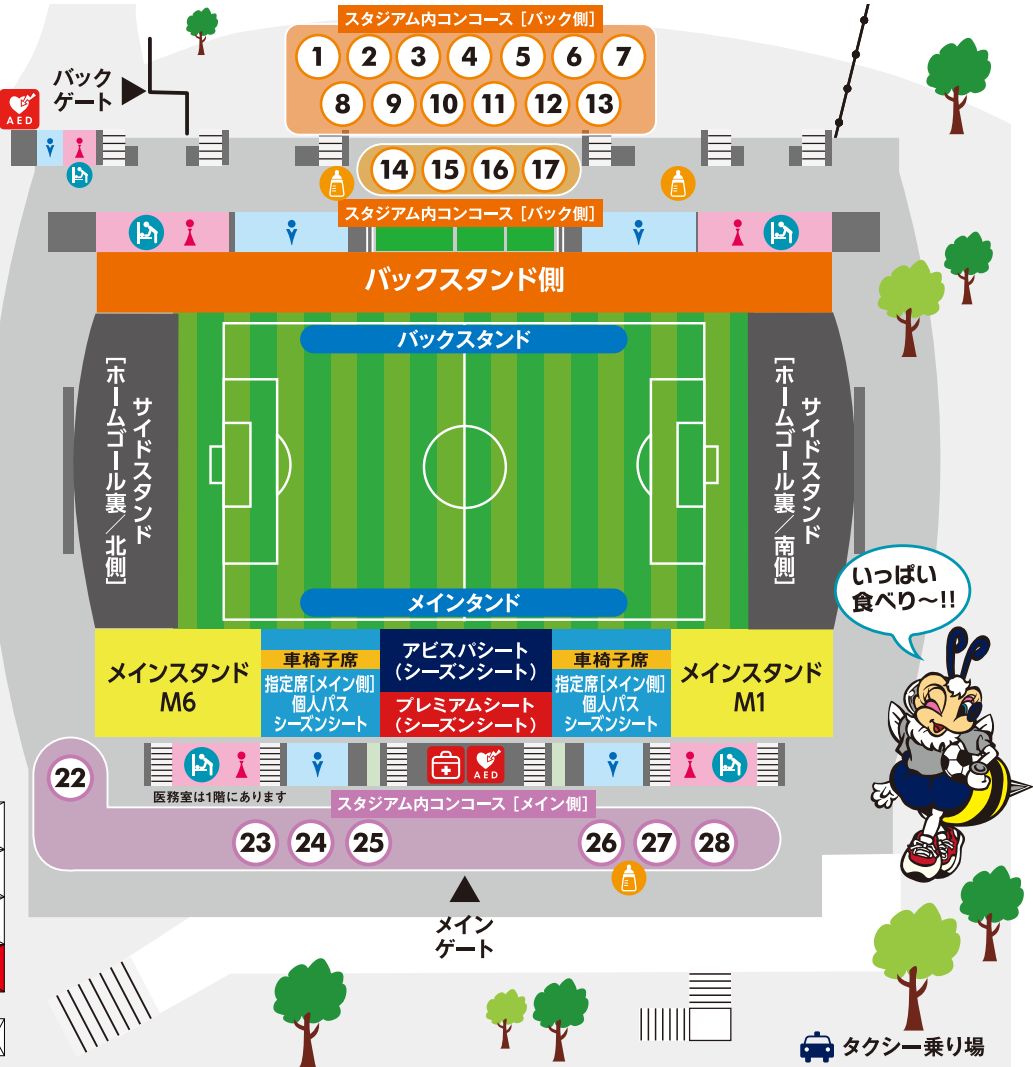 スタジアム内コンコース［バック側］
1 2 3 4 5 6 7
8 9 10 11 12 13
バック
ゲート
AED
14 15 16 17
スタジアム内コンコース［バック側］
バックスタンド側
バックスタンド
サイドスタンド
［ホームゴール裏／北側］
サイドスタンド
［ホームゴール裏／南側］
メインタンド
いっぱい
食べり〜!!
メインスタンド
M6
車椅子席
指定席［メイン側］
個人パス
シーズンシート
アビスパシート
（シーズンシート）
プレミアムシート
（シーズンシート）
車椅子席
指定席［メイン側］
個人パス
シーズンシート
メインスタンド
M1
AED
22
医務室は1階にあります
スタジアム内コンコース［メイン側］
23 24 25 26 27 28
メイン
ゲート
タクシー乗り場